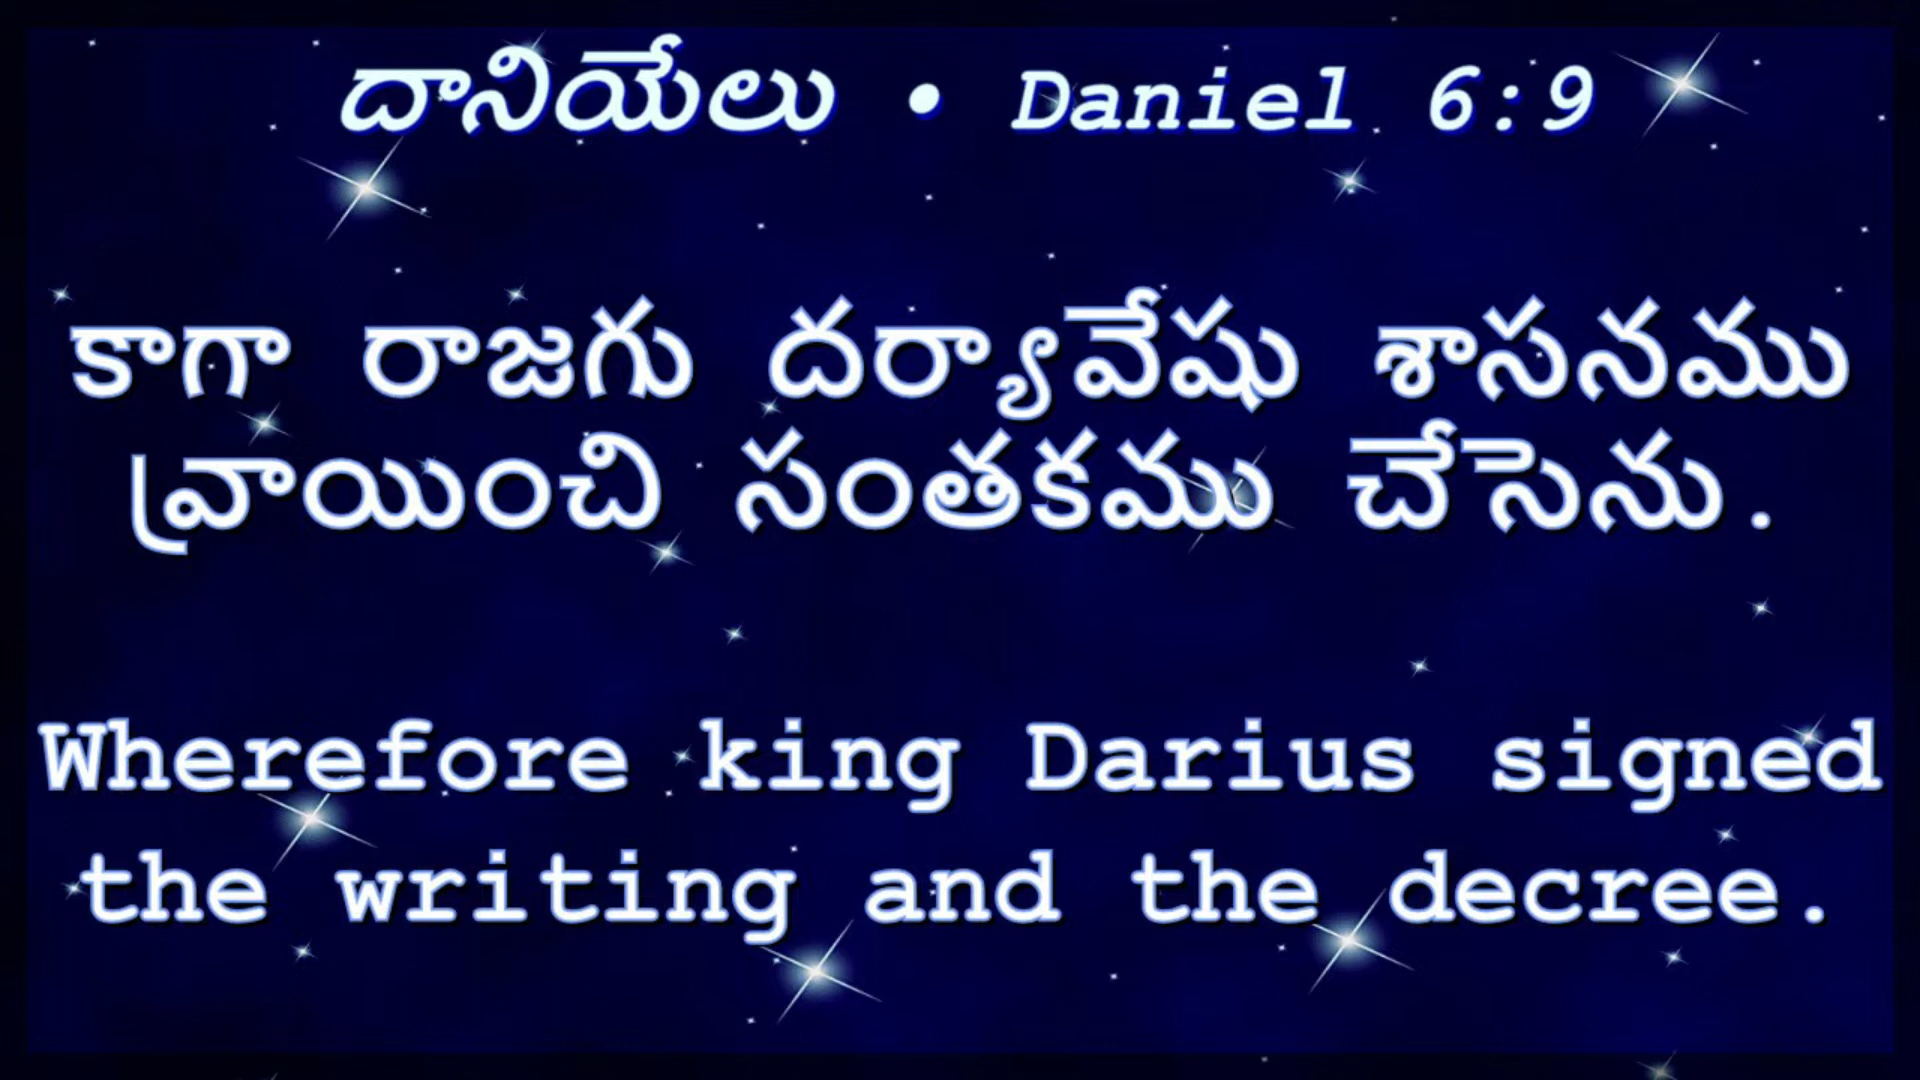 దానియేలు • Daniel 6:9
కాగా రాజగు దర్యావేషు శాసనము
వ్రాయించి సంతకము చేసెను.
Wherefore king Darius signed
the writing and the decree.